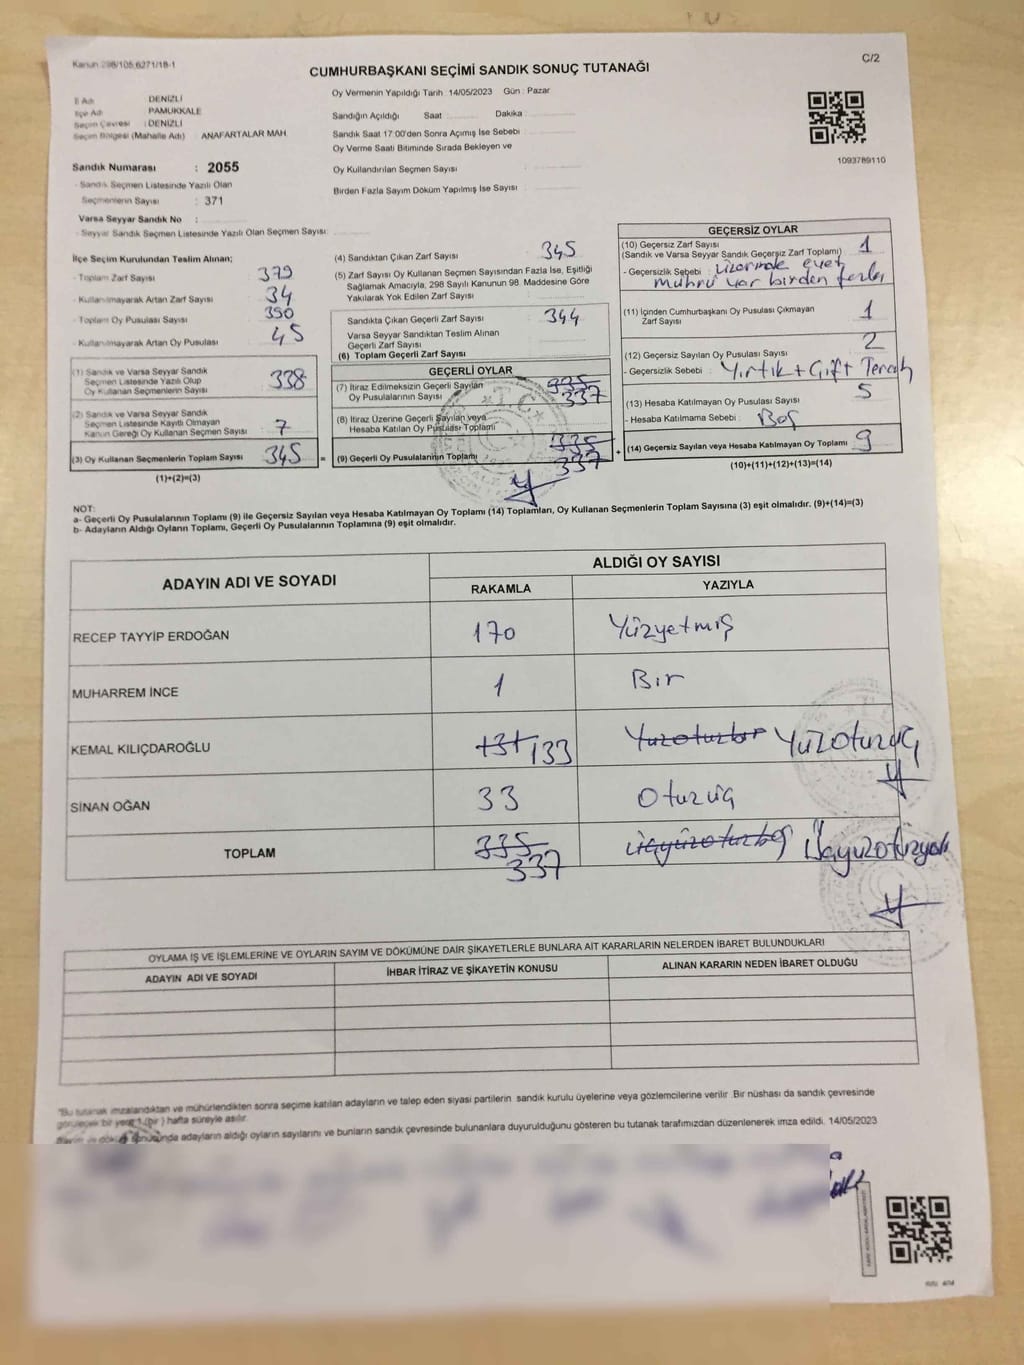 Kanun 298/105,6271/18-1
C/2
CUMHURBAŞKANI SEÇİMİ SANDIK SONUÇ TUTANAĞI
İl Adı DENİZLİ
İlçe Adı PAMUKKALE
Seçim Çevresi : DENİZLİ
Seçim Bölgesi (Mahalle Adı) ANAFARTALAR MAH
Sandık Numarası : 2055
- Sandık Seçmen Listesinde Yazılı Olan
Seçmenlerin Sayısı : 371
Varsa Seyyar Sandık No :
- Seyyar Sandık Seçmen Listesinde Yazılı Olan Seçmen Sayısı:
Oy Vermenin Yapıldığı Tarih : 14/05/2023 Gün : Pazar
Sandığın Açıldığı Saat Dakika
Sandık Saat 17:00'den Sonra Açımış İse Sebebi
Oy Verme Saati Bitiminde Sırada Bekleyen ve
Oy Kullandırılan Seçmen Sayısı
Birden Fazla Sayım Döküm Yapılmış İse Sayısı
1093789110
İlçe Seçim Kurulundan Teslim Alınan;
- Toplam Zarf Sayısı 379
- Kullanılmayarak Artan Zarf Sayısı 34
- Toplam Oy Pusulası Sayısı 390
- Kullanılmayarak Artan Oy Pusulası 45
(1) Sandık ve Varsa Seyyar Sandık
Seçmen Listesinde Yazılı Olup
Oy Kullanan Seçmenlerin Sayısı 338
(2) Sandık ve Varsa Seyyar Sandık
Seçmen Listesinde Kayıtlı Olmayan
Kanun Gereği Oy Kullanan Seçmen Sayısı 7
(3) Oy Kullanan Seçmenlerin Toplam Sayısı 345 =
(1)+(2)=(3)
(4) Sandıktan Çıkan Zarf Sayısı 345
(5) Zarf Sayısı Oy Kullanan Seçmen Sayısından Fazla İse, Eşitliği
Sağlamak Amacıyla, 298 Sayılı Kanunun 98. Maddesine Göre
Yakılarak Yok Edilen Zarf Sayısı
Sandıkta Çıkan Geçerli Zarf Sayısı 344
Varsa Seyyar Sandıktan Teslim Alınan
Geçerli Zarf Sayısı
(6) Toplam Geçerli Zarf Sayısı
GEÇERLİ OYLAR
(7) İtiraz Edilmeksizin Geçerli Sayılan 335
Oy Pusulasının Sayısı 337
(8) İtiraz Üzerine Geçerli Sayılan veya
Hesaba Katılan Oy Pusulası Toplamı
T.C.
(9) Geçerli Oy Pusulalarının Toplamı 335
337 +
GEÇERSİZ OYLAR
(10) Geçersiz Zarf Sayısı
(Sandık ve Varsa Seyyar Sandık Geçersiz Zarf Toplamı) 1
- Geçersizlik Sebebi : üzerinde evet
mührü var birden fazla
(11) İçinden Cumhurbaşkanı Oy Pusulası Çıkmayan
Zarf Sayısı 1
(12) Geçersiz Sayılan Oy Pusulası Sayısı 2
- Geçersizlik Sebebi : Yırtık + Çift Tercih
(13) Hesaba Katılmayan Oy Pusulası Sayısı 5
- Hesaba Katılmama Sebebi : Boş
(14) Geçersiz Sayılan veya Hesaba Katılmayan Oy Toplamı 9
(10)+(11)+(12)+(13)=(14)
NOT:
a- Geçerli Oy Pusulalarının Toplamı (9) ile Geçersiz Sayılan veya Hesaba Katılmayan Oy Toplamı (14) Toplamları, Oy Kullanan Seçmenlerin Toplam Sayısına (3) eşit olmalıdır. (9)+(14)=(3)
b- Adayların Aldığı Oyların Toplamı, Geçerli Oy Pusulalarının Toplamına (9) eşit olmalıdır.
ADAYIN ADI VE SOYADI ALDIĞI OY SAYISI
RAKAMLA YAZIYLA
RECEP TAYYİP ERDOĞAN 170 Yüzyetmiş
MUHARREM İNCE 1 Bir
KEMAL KILIÇDAROĞLU 131 133 Yuzotuzbir Yüzotuzüç
SİNAN OĞAN 33 Otuzüç
TOPLAM 335 üçyüzotuzbeş Üçyüzotuzyedi
337
OYLAMA İŞ VE İŞLEMLERİNE VE OYLARIN SAYIM VE DÖKÜMÜNE DAİR ŞİKAYETLERLE BUNLARA AİT KARARLARIN NELERDEN İBARET BULUNDUKLARI
ADAYIN ADI VE SOYADI İHBAR İTİRAZ VE ŞİKAYETİN KONUSU ALINAN KARARIN NEDEN İBARET OLDUĞU
"Bu tutanak imzalandıktan ve mühürlendikten sonra seçime katılan adayların ve talep eden siyasi partilerin sandık kurulu üyelerine veya gözlemcilerine verilir. Bir nüshası da sandık çevresinde
görülecek bir yere 1 (bir) hafta süreyle asılır.
Sayım ve döküm sonucunda adayların aldığı oyların sayılarını ve bunların sandık çevresinde bulunanlara duyurulduğunu gösteren bu tutanak tarafımızdan düzenlenerek imza edildi. 14/05/2023